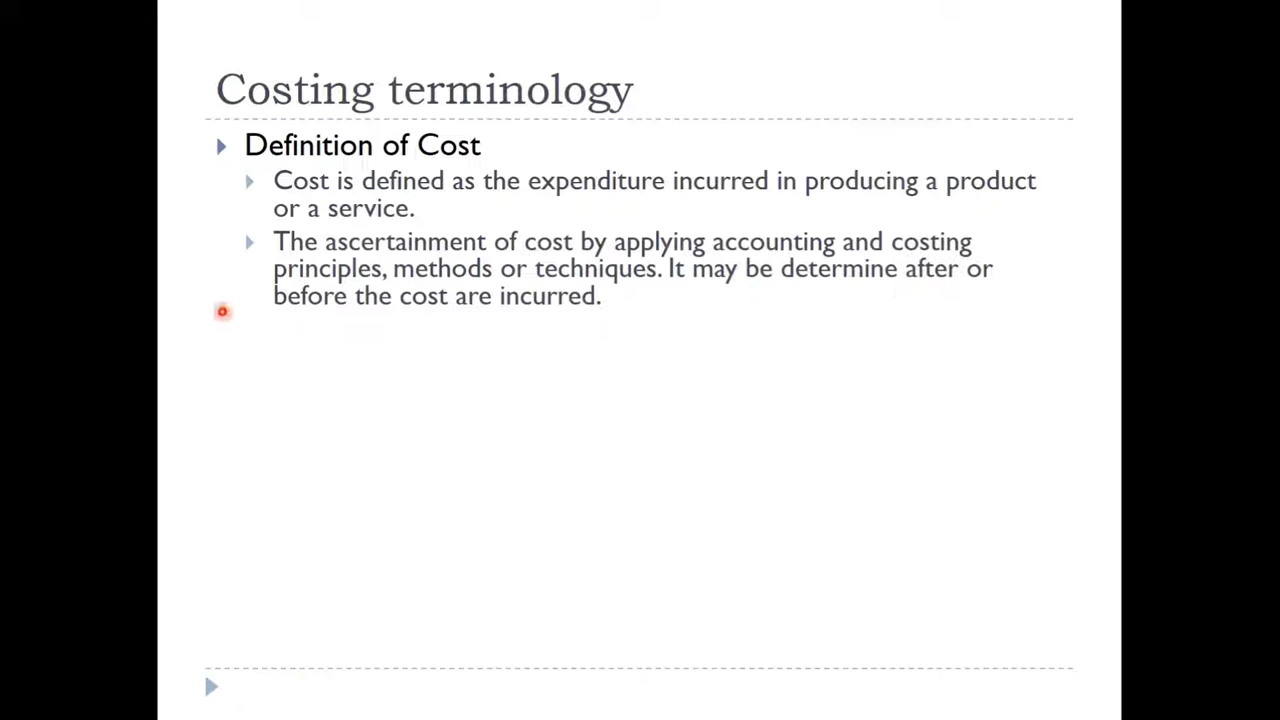 Costing terminology
Definition of Cost
Cost is defined as the expenditure incurred in producing a product
or a service.
The ascertainment of cost by applying accounting and costing
principles, methods or techniques. It may be determine after or
before the cost are incurred.